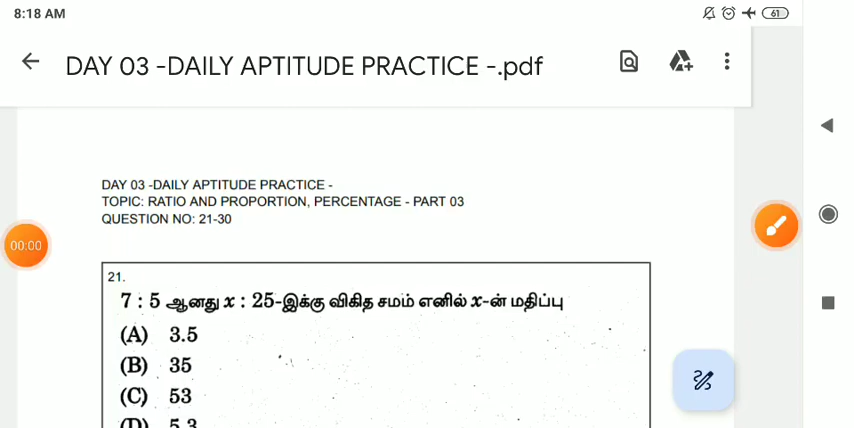 8:18 AM
61
DAY 03 -DAILY APTITUDE PRACTICE -.pdf
DAY 03 -DAILY APTITUDE PRACTICE -
TOPIC: RATIO AND PROPORTION, PERCENTAGE - PART 03
QUESTION NO: 21-30
00:00
21.
7 : 5 ஆனது x : 25-இக்கு விகித சமம் எனில் x-ன் மதிப்பு
(A) 3.5
(B) 35
(C) 53
(D) 5.3